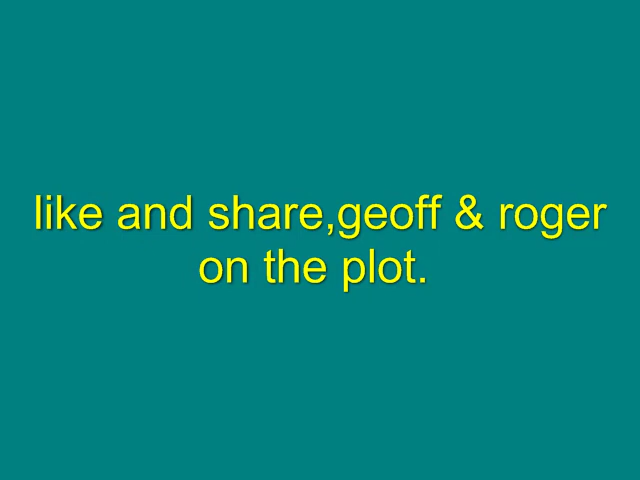 like and share,geoff & roger
on the plot.